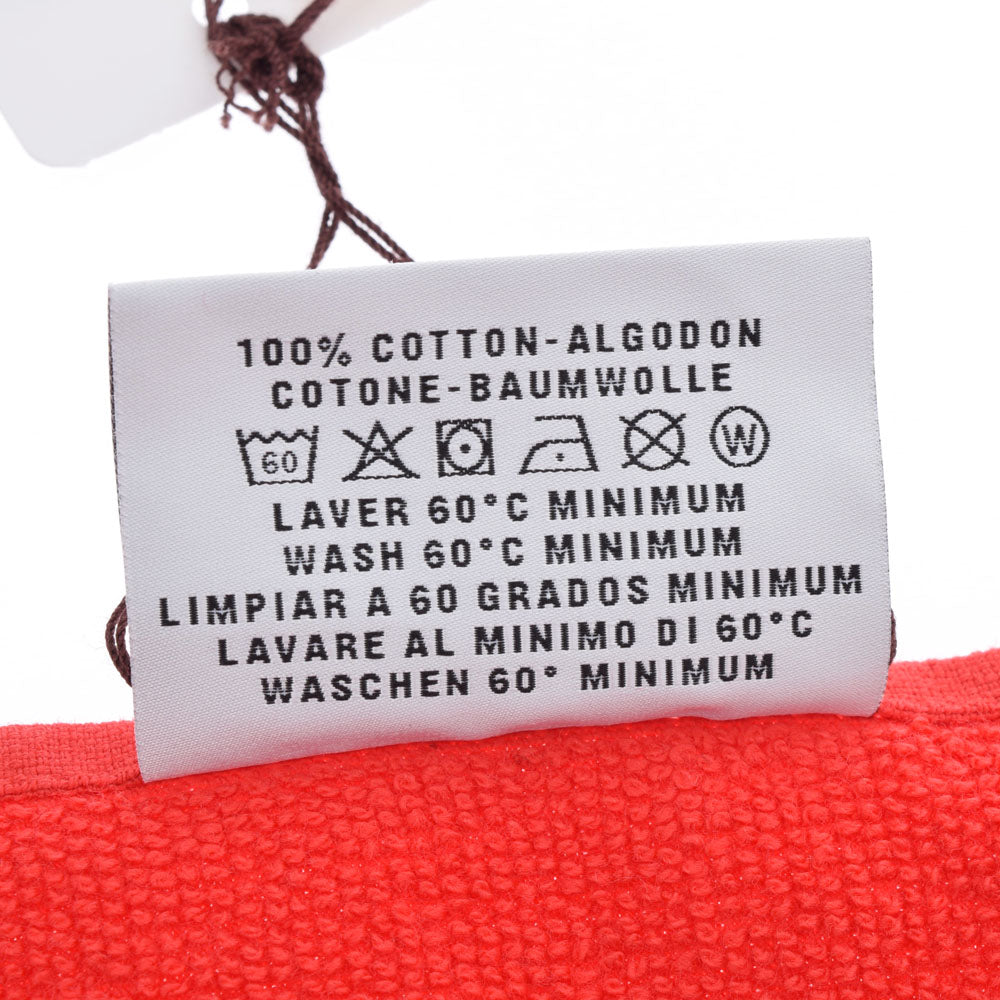 100% COTTON-ALGODON
COTONE-BAUMWOLLE
60 W
LAVER 60°C MINIMUM
WASH 60°C MINIMUM
LIMPIAR A 60 GRADOS MINIMUM
LAVARE AL MINIMO DI 60°C
WASCHEN 60° MINIMUM